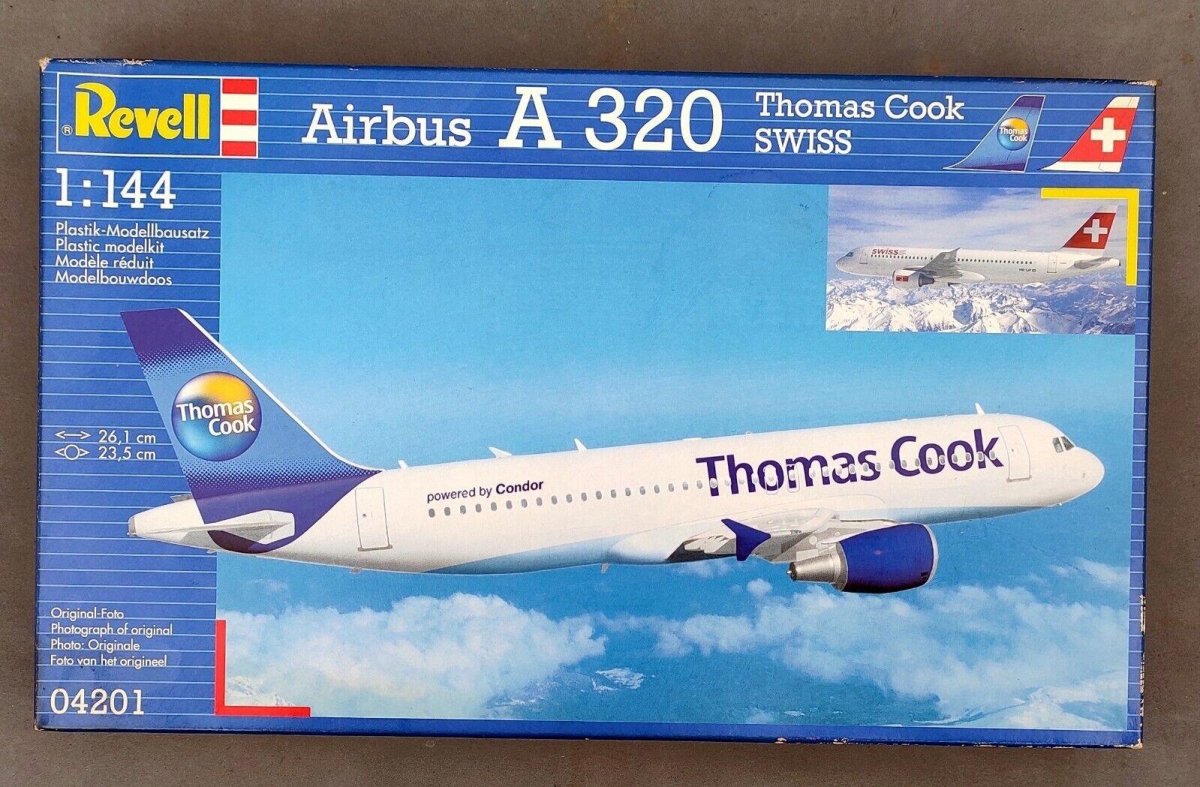 ® Revell
Airbus A 320
Thomas Cook
SWISS
Thomas
Cook
1:144
Plastik-Modellbausatz
Plastic modelkit
Modèle réduit
Modelbouwdoos
swiss
26,1 cm
23,5 cm
Thomas
Cook
powered by Condor
Thomas Cook
Original-Foto
Photograph of original
Photo: Originale
Foto van het origineel
04201